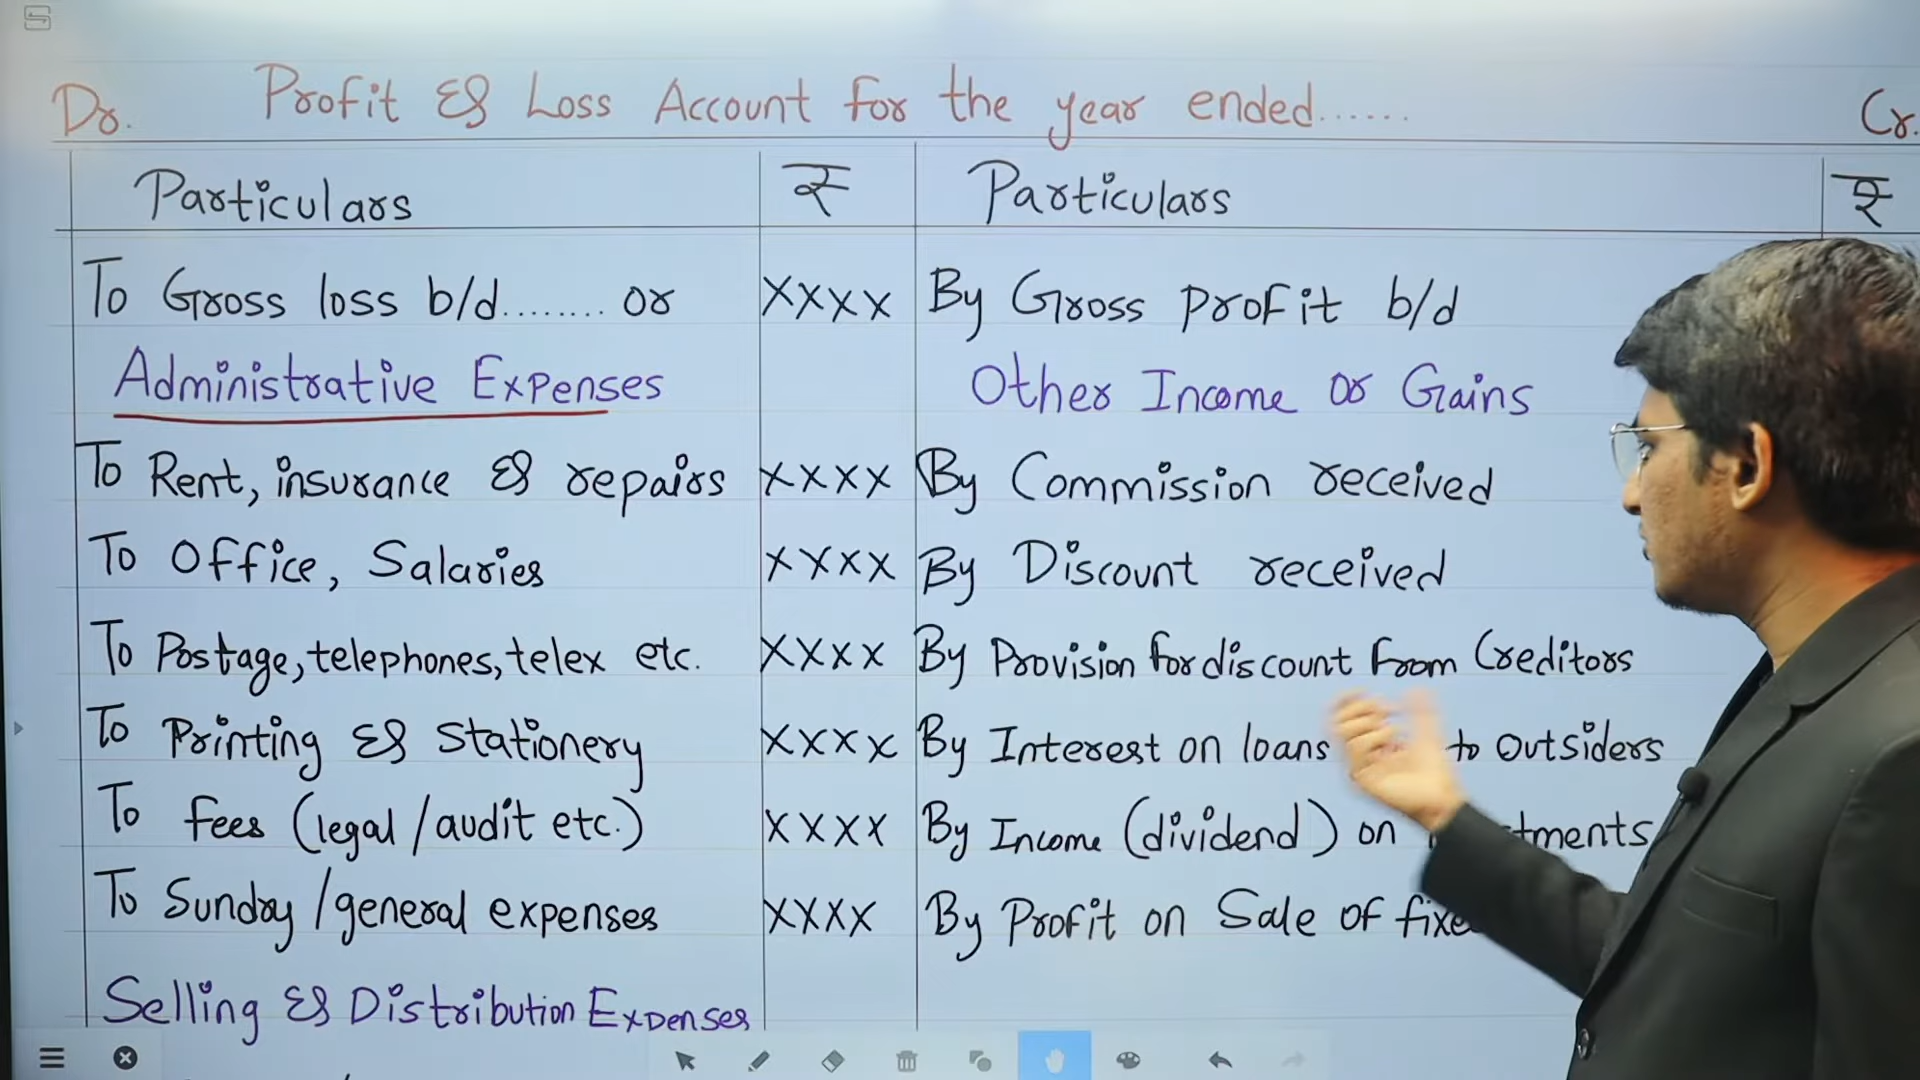 Dr. Profit & Loss Account for the year ended...... Cr.
Particulars ₹ Particulars ₹
To Gross loss b/d........ or xxxx By Gross profit b/d
Administrative Expenses Other Income or Gains
To Rent, insurance & repairs xxxx By Commission received
To Office, Salaries xxxx By Discount received
To Postage, telephones, telex etc. xxxx By Provision for discount from Creditors
To Printing & Stationery xxxx By Interest on loans to Outsiders
To Fees (legal/audit etc.) xxxx By Income (dividend) on
To Sundry/general expenses xxxx By Profit on Sale of
Selling & Distribution Expenses